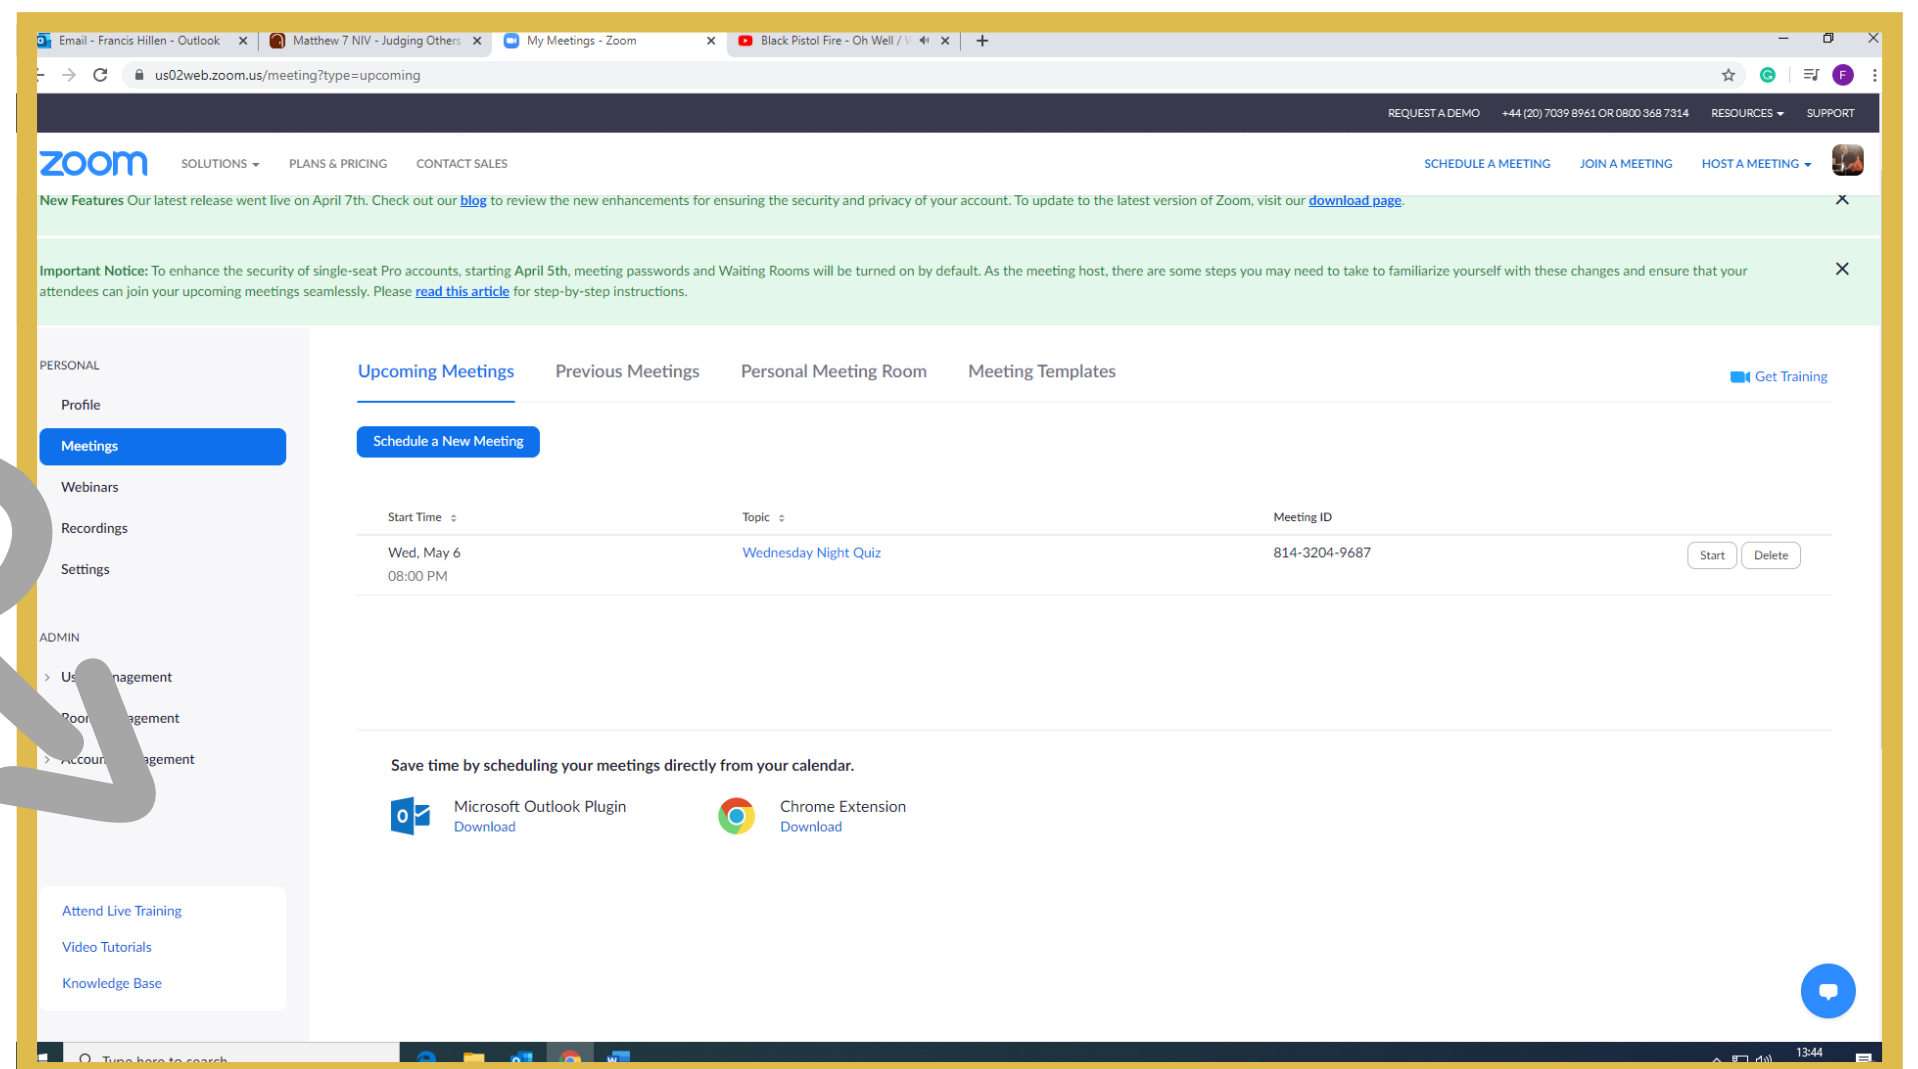 Email - Francis Hillen - Outlook
Matthew 7 NIV - Judging Others
My Meetings - Zoom
Black Pistol Fire - Oh Well /
us02web.zoom.us/meeting?type=upcoming
F
REQUEST A DEMO +44 (20) 7039 8961 OR 0800 368 7314 RESOURCES SUPPORT
zoom SOLUTIONS PLANS & PRICING CONTACT SALES SCHEDULE A MEETING JOIN A MEETING HOST A MEETING
New Features Our latest release went live on April 7th. Check out our blog to review the new enhancements for ensuring the security and privacy of your account. To update to the latest version of Zoom, visit our download page.
Important Notice: To enhance the security of single-seat Pro accounts, starting April 5th, meeting passwords and Waiting Rooms will be turned on by default. As the meeting host, there are some steps you may need to take to familiarize yourself with these changes and ensure that your
attendees can join your upcoming meetings seamlessly. Please read this article for step-by-step instructions.
PERSONAL
Profile
Meetings
Webinars
Recordings
Settings
ADMIN
Attend Live Training
Video Tutorials
Knowledge Base
Upcoming Meetings Previous Meetings Personal Meeting Room Meeting Templates
Get Training
Schedule a New Meeting
Start Time Topic Meeting ID
Wed, May 6 Wednesday Night Quiz 814-3204-9687 Start Delete
08:00 PM
Save time by scheduling your meetings directly from your calendar.
Microsoft Outlook Plugin
Download
Chrome Extension
Download
Type here to search
13:44